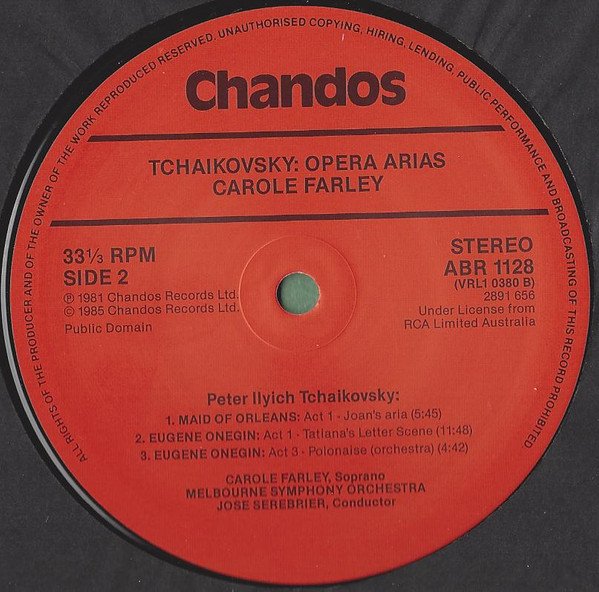 ALL RIGHTS OF THE PRODUCER AND OF THE OWNER OF THE WORK REPRODUCED RESERVED. UNAUTHORISED COPYING, HIRING, LENDING, PUBLIC PERFORMANCE AND BROADCASTING OF THIS RECORD PROHIBITED
Chandos
TCHAIKOVSKY: OPERA ARIAS
CAROLE FARLEY
33⅓ RPM
SIDE 2
℗ 1981 Chandos Records Ltd.
© 1985 Chandos Records Ltd.
Public Domain
STEREO
ABR 1128
(VRL1 0380 B)
2891 656
Under License from
RCA Limited Australia
Peter Ilyich Tchaikovsky:
1. MAID OF ORLEANS: Act 1 - Joan's aria (5:45)
2. EUGENE ONEGIN: Act 1 - Tatiana's Letter Scene (11:48)
3. EUGENE ONEGIN: Act 3 - Polonaise (orchestra) (4:42)
CAROLE FARLEY, Soprano
MELBOURNE SYMPHONY ORCHESTRA
JOSE SEREBRIER, Conductor